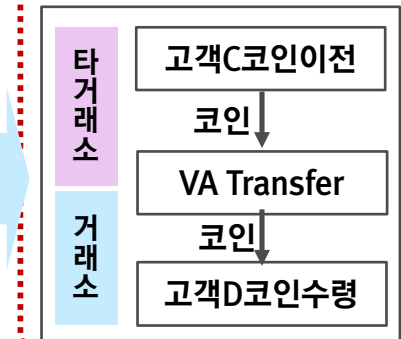 타거래소
고객C코인이전
코인
VA Transfer
거래소
코인
고객D코인수령